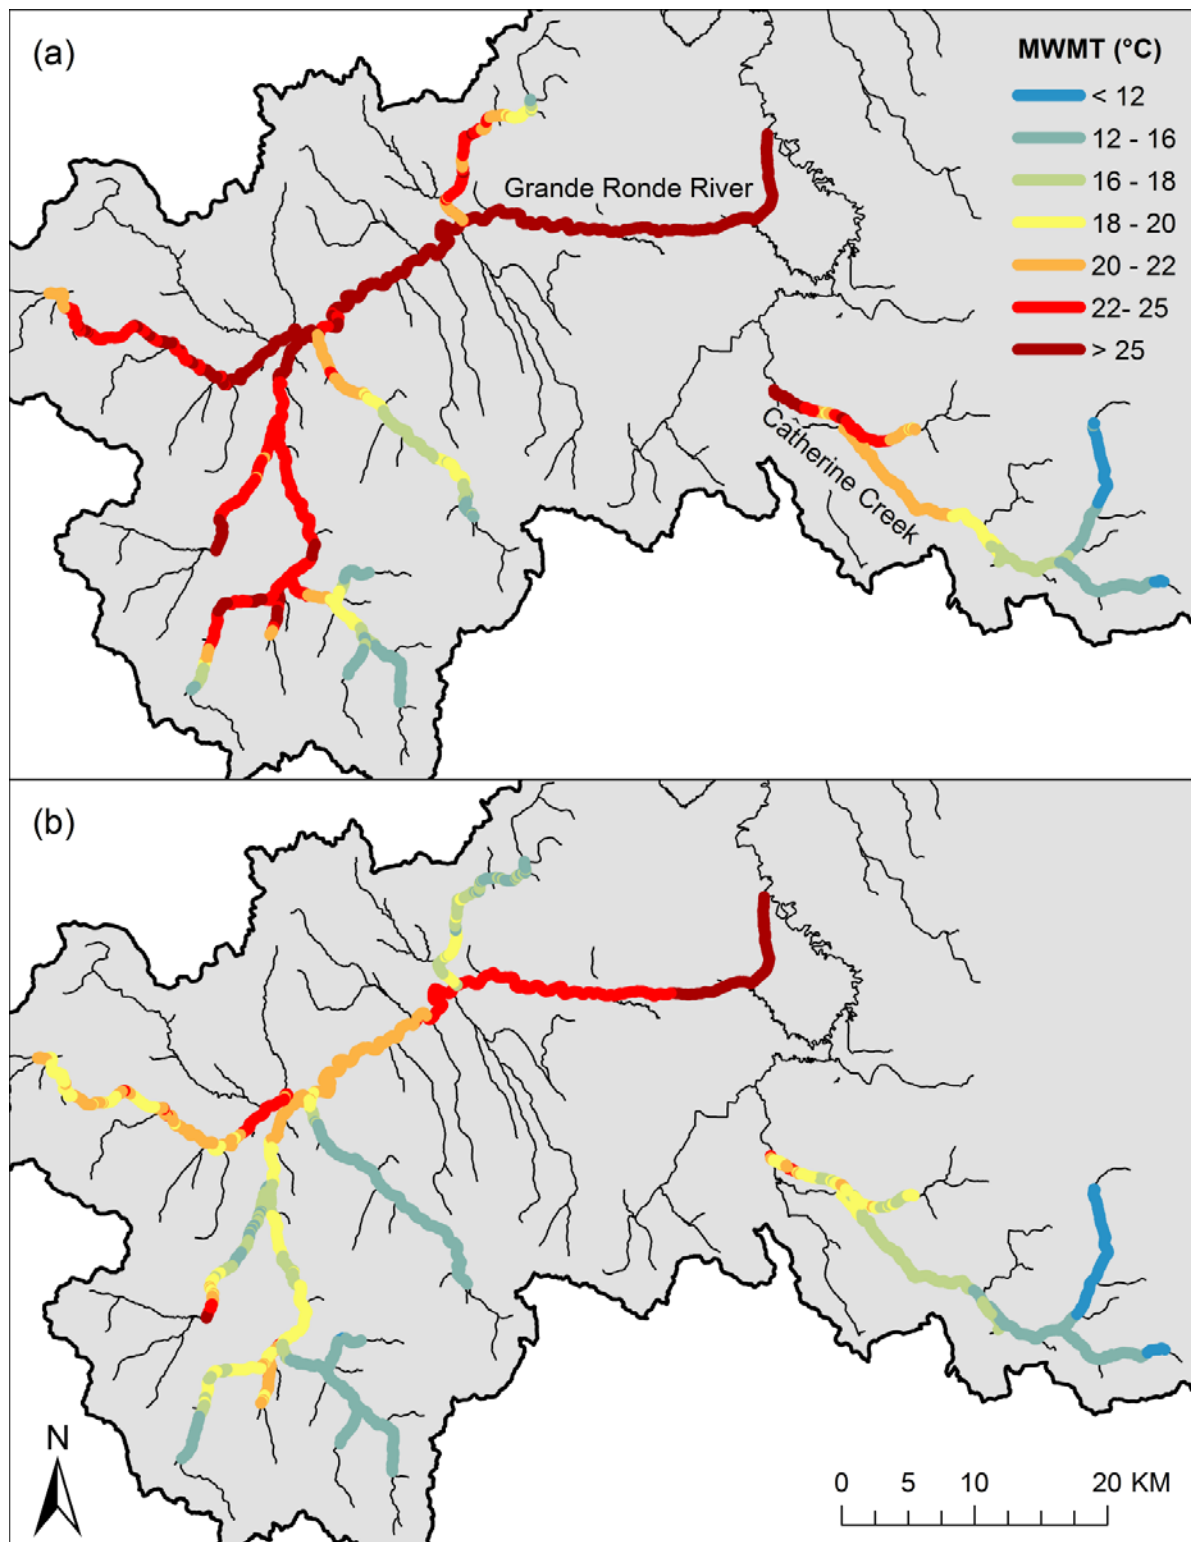 (a)
MWMT (°C)
< 12
12 - 16
16 - 18
18 - 20
20 - 22
22- 25
> 25
Grande Ronde River
Catherine Creek
(b)
N
0 5 10 20 KM